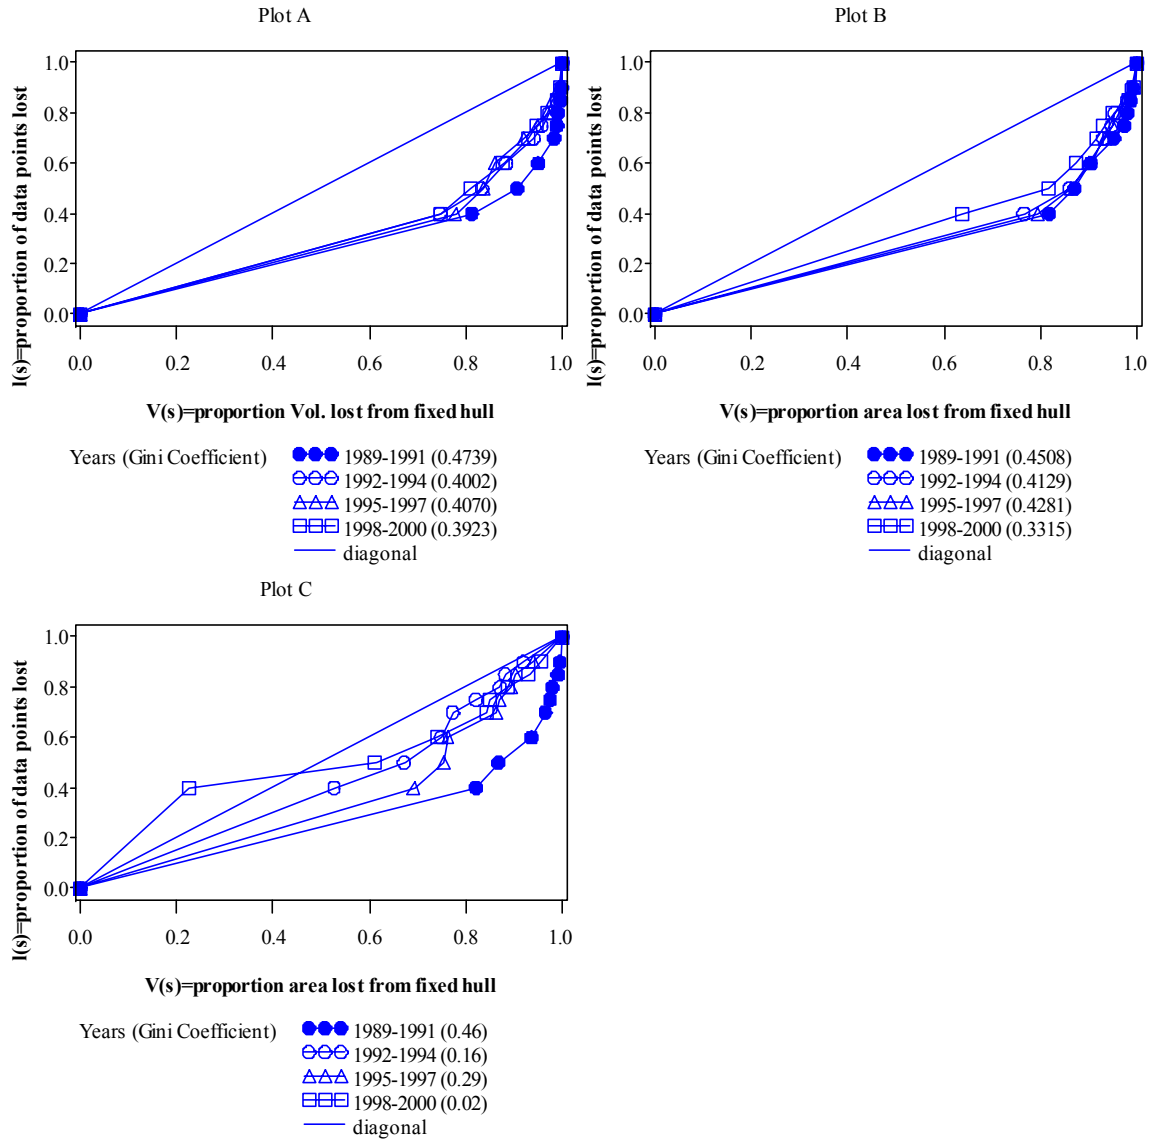 Plot A
1.0
0.8
0.6
0.4
0.2
0.0
l(s)=proportion of data points lost
0.0 0.2 0.4 0.6 0.8 1.0
V(s)=proportion Vol. lost from fixed hull
Years (Gini Coefficient)
1989-1991 (0.4739)
1992-1994 (0.4002)
1995-1997 (0.4070)
1998-2000 (0.3923)
diagonal
Plot B
1.0
0.8
0.6
0.4
0.2
0.0
l(s)=proportion of data points lost
0.0 0.2 0.4 0.6 0.8 1.0
V(s)=proportion area lost from fixed hull
Years (Gini Coefficient)
1989-1991 (0.4508)
1992-1994 (0.4129)
1995-1997 (0.4281)
1998-2000 (0.3315)
diagonal
Plot C
1.0
0.8
0.6
0.4
0.2
0.0
l(s)=proportion of data points lost
0.0 0.2 0.4 0.6 0.8 1.0
V(s)=proportion area lost from fixed hull
Years (Gini Coefficient)
1989-1991 (0.46)
1992-1994 (0.16)
1995-1997 (0.29)
1998-2000 (0.02)
diagonal